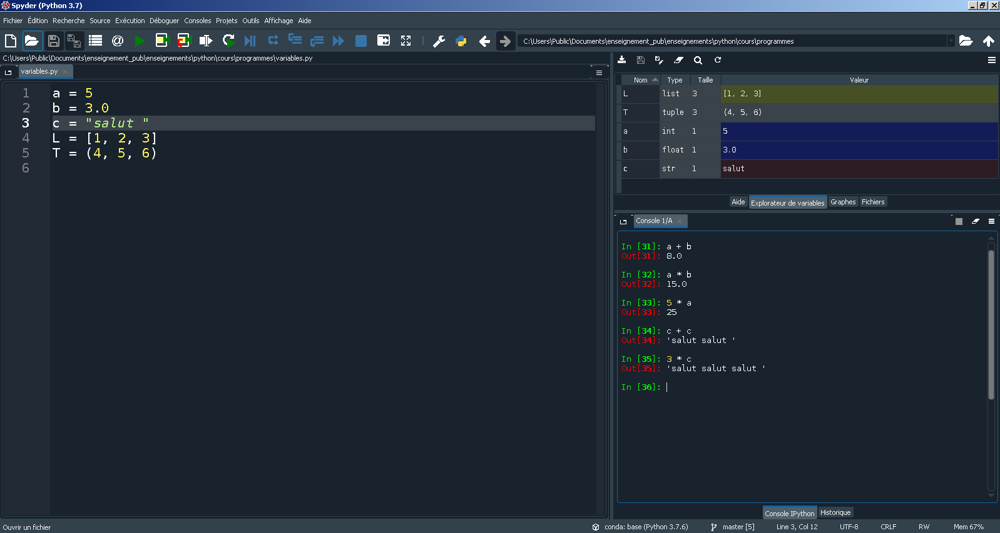 Spyder (Python 3.7)
Fichier Édition Recherche Source Exécution Déboguer Consoles Projets Outils Affichage Aide
C:\Users\Public\Documents\enseignement_pub\enseignements\python\cours\programmes
C:\Users\Public\Documents\enseignement_pub\enseignements\python\cours\programmes\variables.py
variables.py
1 a = 5
2 b = 3.0
3 c = "salut "
4 L = [1, 2, 3]
5 T = (4, 5, 6)
6
Nom Type Taille Valeur
L list 3 [1, 2, 3]
T tuple 3 (4, 5, 6)
a int 1 5
b float 1 3.0
c str 1 salut
Aide Explorateur de variables Graphes Fichiers
Console 1/A
In [31]: a + b
Out[31]: 8.0
In [32]: a * b
Out[32]: 15.0
In [33]: 5 * a
Out[33]: 25
In [34]: c + c
Out[34]: 'salut salut '
In [35]: 3 * c
Out[35]: 'salut salut salut '
In [36]:
Console IPython Historique
Ouvrir un fichier conda: base (Python 3.7.6) master [5] Line 3, Col 12 UTF-8 CRLF RW Mem 67%